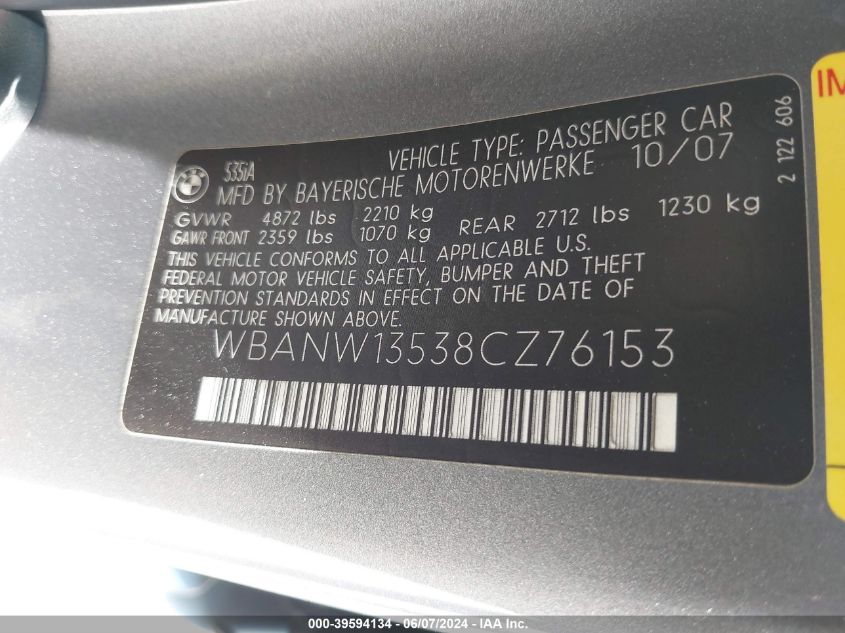 BMW
535iA
VEHICLE TYPE: PASSENGER CAR
MFD BY BAYERISCHE MOTORENWERKE 10/07
GVWR 4872 lbs 2210 kg
GAWR FRONT 2359 lbs 1070 kg REAR 2712 lbs 1230 kg
THIS VEHICLE CONFORMS TO ALL APPLICABLE U.S.
FEDERAL MOTOR VEHICLE SAFETY, BUMPER AND THEFT
PREVENTION STANDARDS IN EFFECT ON THE DATE OF
MANUFACTURE SHOWN ABOVE.
WBANW13538CZ76153
2 122 606
000-39594134 - 06/07/2024 - IAA Inc.